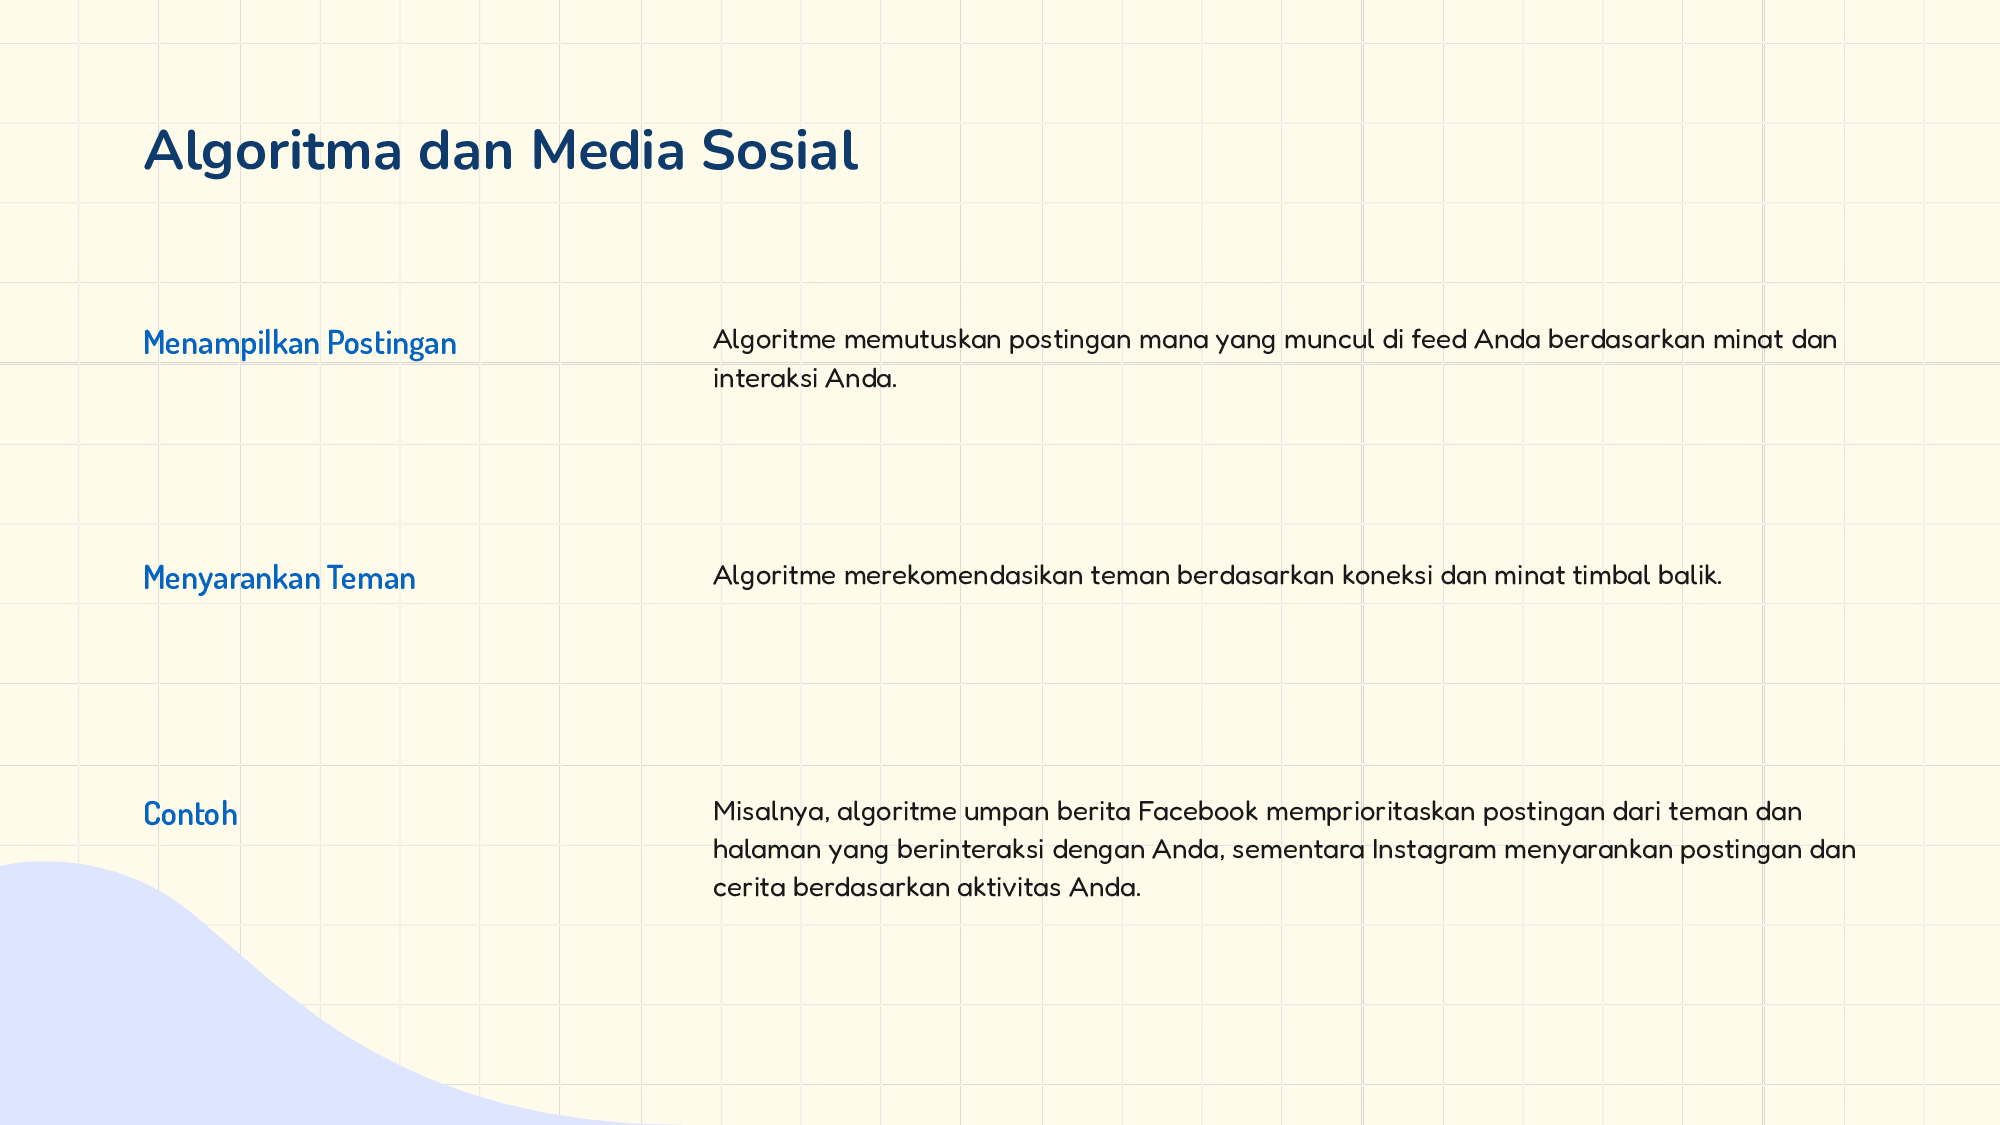 Algoritma dan Media Sosial
Menampilkan Postingan
Algoritme memutuskan postingan mana yang muncul di feed Anda berdasarkan minat dan
interaksi Anda.
Menyarankan Teman
Algoritme merekomendasikan teman berdasarkan koneksi dan minat timbal balik.
Contoh
Misalnya, algoritme umpan berita Facebook memprioritaskan postingan dari teman dan
halaman yang berinteraksi dengan Anda, sementara Instagram menyarankan postingan dan
cerita berdasarkan aktivitas Anda.